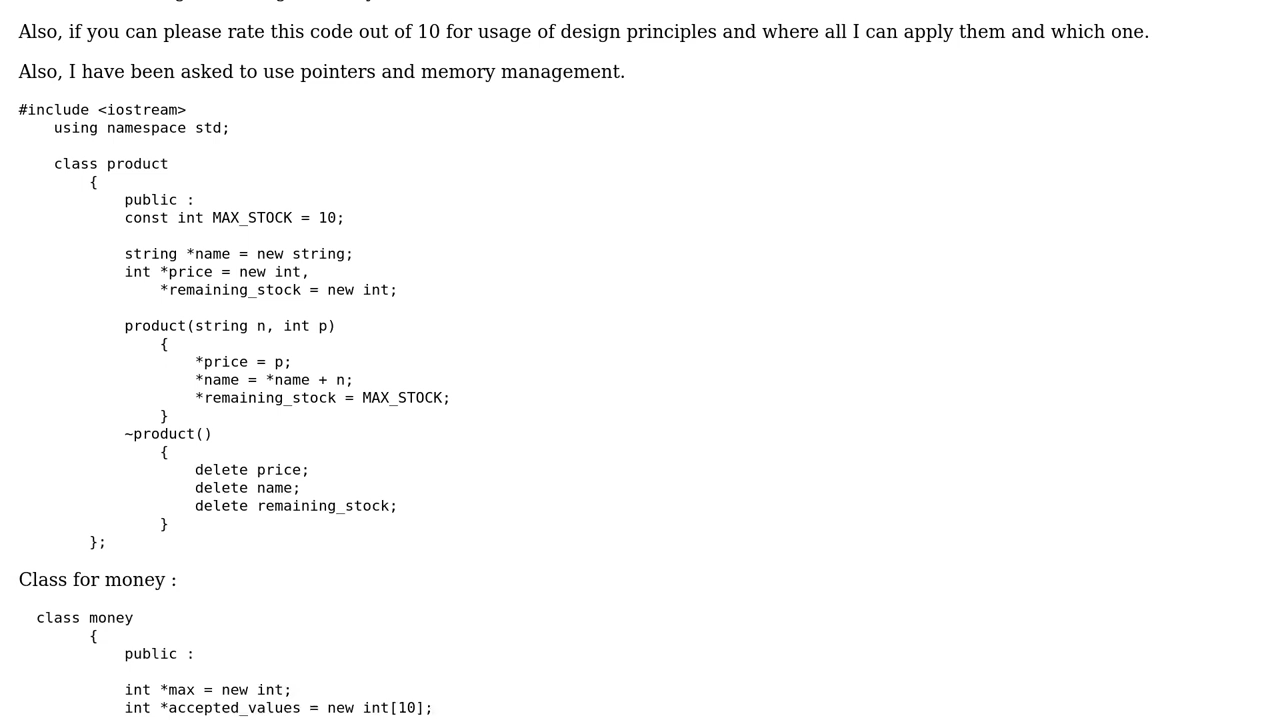 Also, if you can please rate this code out of 10 for usage of design principles and where all I can apply them and which one.
Also, I have been asked to use pointers and memory management.
#include <iostream>
    using namespace std;

    class product
        {
            public :
            const int MAX_STOCK = 10;

            string *name = new string;
            int *price = new int,
                *remaining_stock = new int;

            product(string n, int p)
                {
                    *price = p;
                    *name = *name + n;
                    *remaining_stock = MAX_STOCK;
                }
            ~product()
                {
                    delete price;
                    delete name;
                    delete remaining_stock;
                }
        };
Class for money :
  class money
        {
            public :

            int *max = new int;
            int *accepted_values = new int[10];